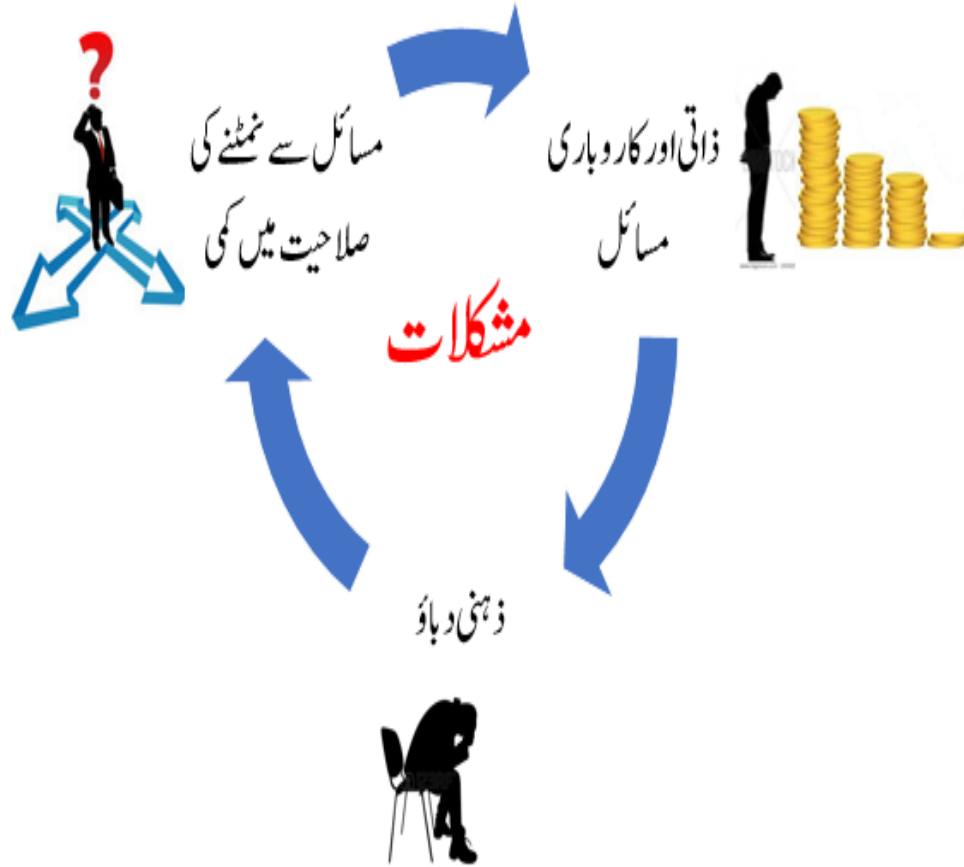 ذاتی اور کاروباری
مسائل
مسائل سے نمٹنے کی
صلاحیت میں کمی
مشکلات
ذہنی دباؤ
?